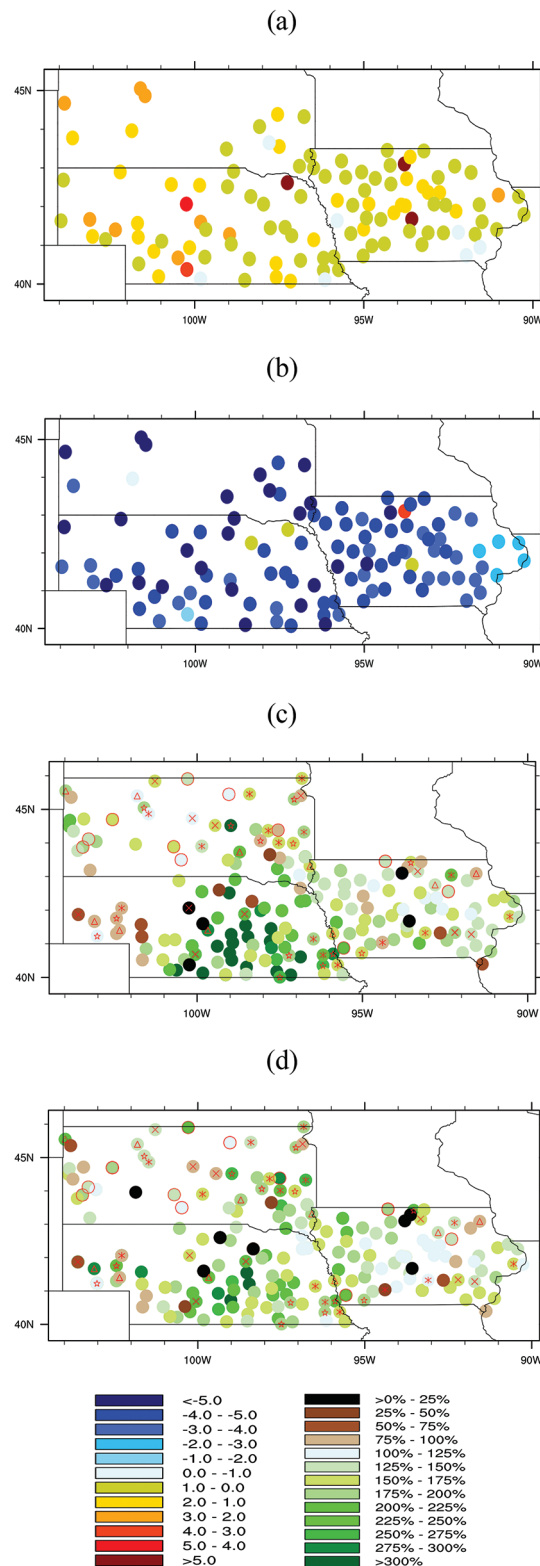 (a)
45N
40N
100W
95W
90W
(b)
45N
40N
100W
95W
90W
(c)
45N
40N
100W
95W
90W
(d)
45N
40N
100W
95W
90W
<-5.0
-4.0 - -5.0
-3.0 - -4.0
-2.0 - -3.0
-1.0 - -2.0
0.0 - -1.0
1.0 - 0.0
2.0 - 1.0
3.0 - 2.0
4.0 - 3.0
5.0 - 4.0
>5.0
>0% - 25%
25% - 50%
50% - 75%
75% - 100%
100% - 125%
125% - 150%
150% - 175%
175% - 200%
200% - 225%
225% - 250%
250% - 275%
275% - 300%
>300%